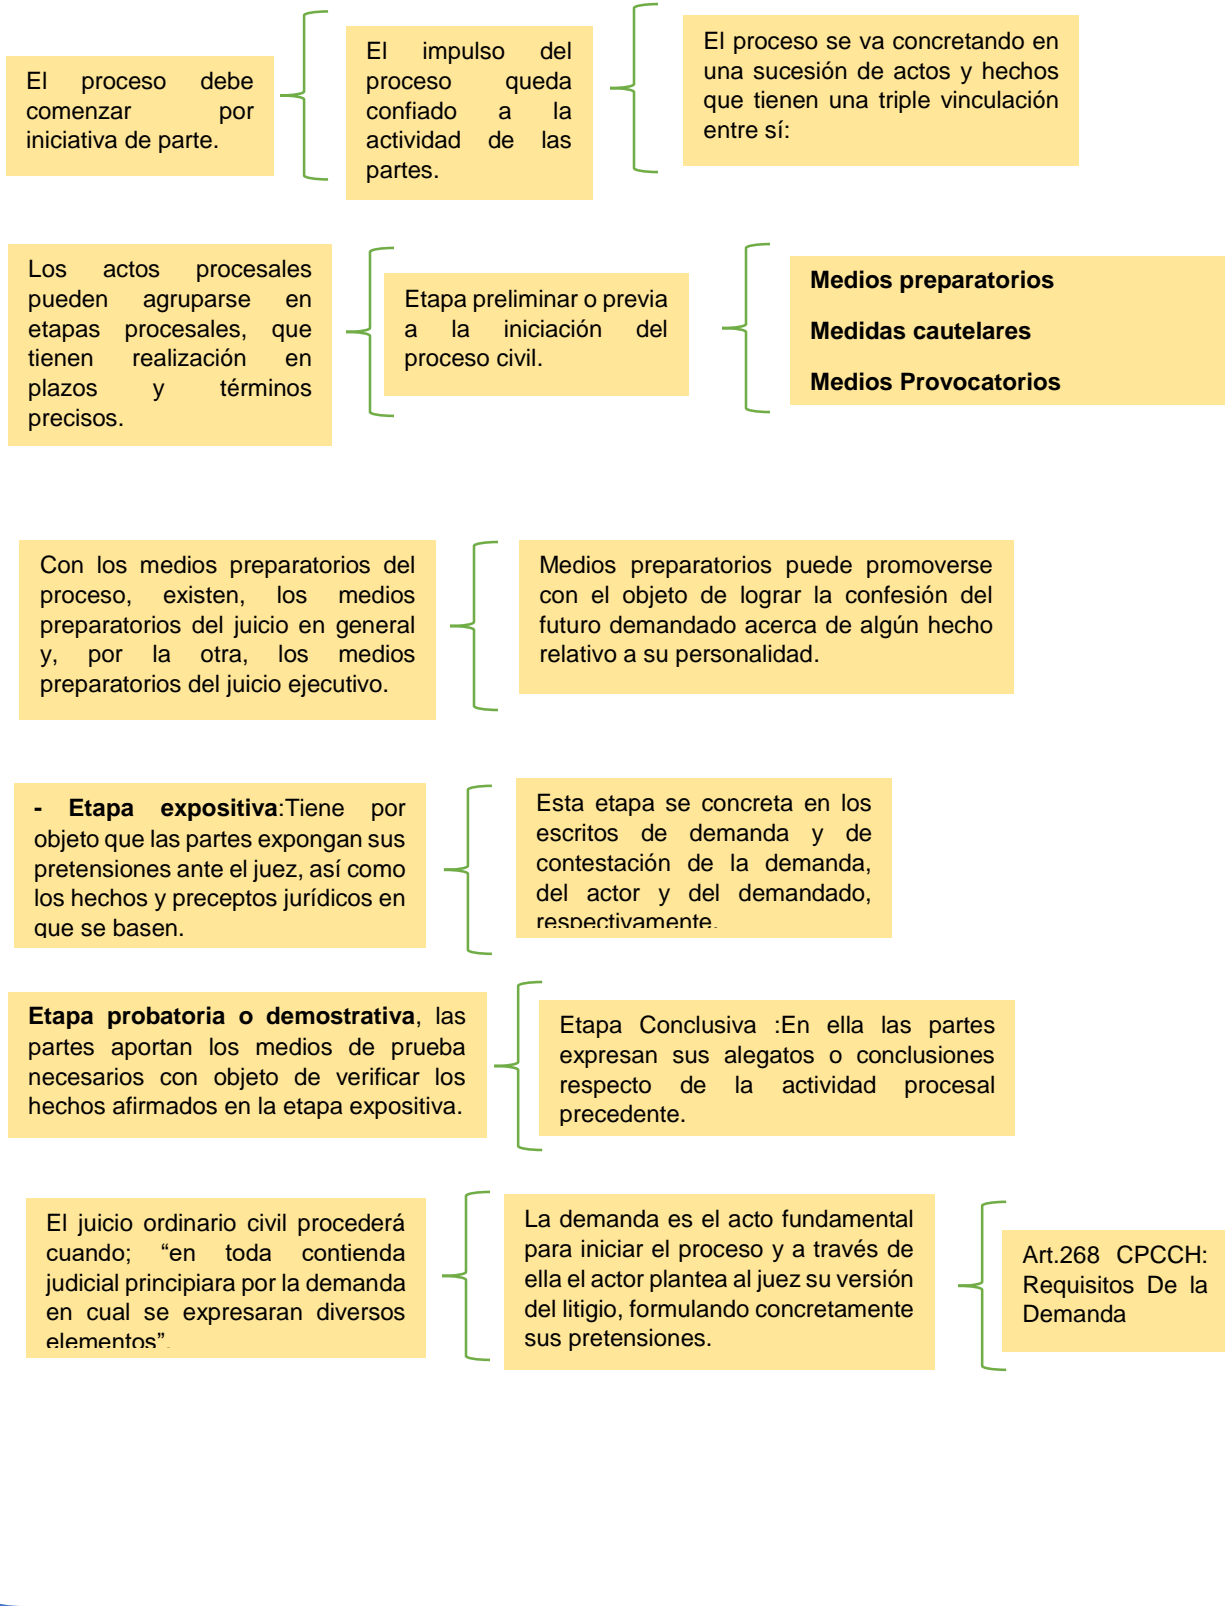 El proceso debe
comenzar por
iniciativa de parte.
El impulso del
proceso queda
confiado a la
actividad de las
partes.
El proceso se va concretando en
una sucesión de actos y hechos
que tienen una triple vinculación
entre sí:
Los actos procesales
pueden agruparse en
etapas procesales, que
tienen realización en
plazos y términos
precisos.
Etapa preliminar o previa
a la iniciación del
proceso civil.
Medios preparatorios
Medidas cautelares
Medios Provocatorios
Con los medios preparatorios del
proceso, existen, los medios
preparatorios del juicio en general
y, por la otra, los medios
preparatorios del juicio ejecutivo.
Medios preparatorios puede promoverse
con el objeto de lograr la confesión del
futuro demandado acerca de algún hecho
relativo a su personalidad.
- Etapa expositiva:Tiene por
objeto que las partes expongan sus
pretensiones ante el juez, así como
los hechos y preceptos jurídicos en
que se basen.
Esta etapa se concreta en los
escritos de demanda y de
contestación de la demanda,
del actor y del demandado,
respectivamente.
Etapa probatoria o demostrativa, las
partes aportan los medios de prueba
necesarios con objeto de verificar los
hechos afirmados en la etapa expositiva.
Etapa Conclusiva :En ella las partes
expresan sus alegatos o conclusiones
respecto de la actividad procesal
precedente.
El juicio ordinario civil procederá
cuando; “en toda contienda
judicial principiara por la demanda
en cual se expresaran diversos
elementos”.
La demanda es el acto fundamental
para iniciar el proceso y a través de
ella el actor plantea al juez su versión
del litigio, formulando concretamente
sus pretensiones.
Art.268 CPCCH:
Requisitos De la
Demanda